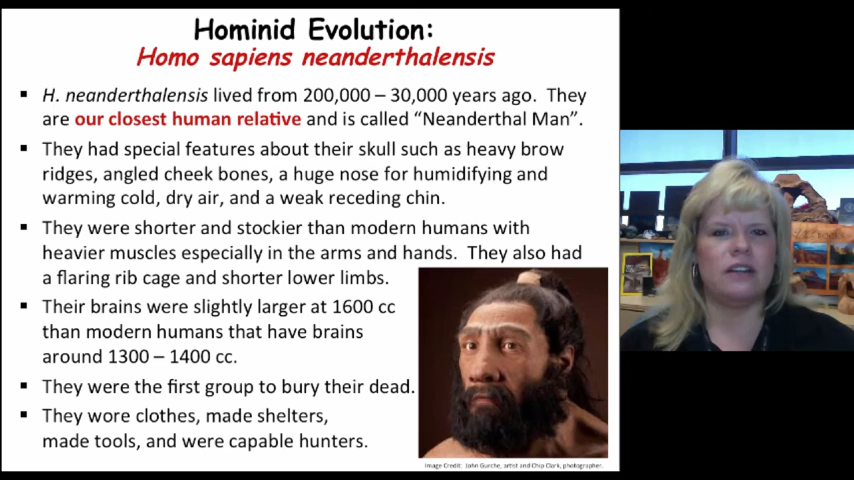 Hominid Evolution:
Homo sapiens neanderthalensis
▪ H. neanderthalensis lived from 200,000 – 30,000 years ago. They
are our closest human relative and is called “Neanderthal Man”.
▪ They had special features about their skull such as heavy brow
ridges, angled cheek bones, a huge nose for humidifying and
warming cold, dry air, and a weak receding chin.
▪ They were shorter and stockier than modern humans with
heavier muscles especially in the arms and hands. They also had
a flaring rib cage and shorter lower limbs.
▪ Their brains were slightly larger at 1600 cc
than modern humans that have brains
around 1300 – 1400 cc.
▪ They were the first group to bury their dead.
▪ They wore clothes, made shelters,
made tools, and were capable hunters.
Image Credit: John Gurche, artist and Chip Clark, photographer.